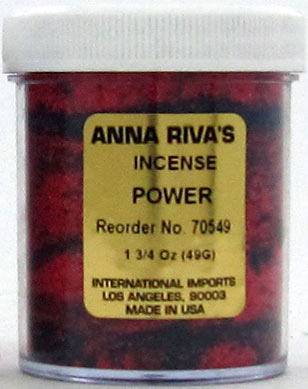 ANNA RIVA'S
INCENSE
POWER
Reorder No. 70549
1 3/4 Oz (49G)
INTERNATIONAL IMPORTS
LOS ANGELES, 90003
MADE IN USA